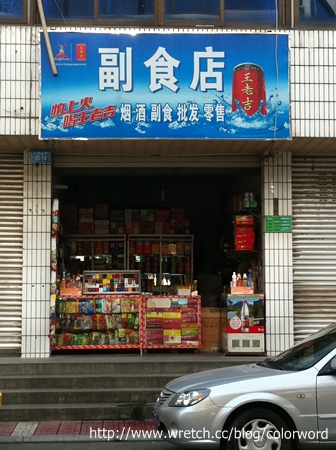 副食店
怕上火
喝王老吉
烟·酒 副食 批发 零售
王老吉
http://www.wretch.cc/blog/colorword